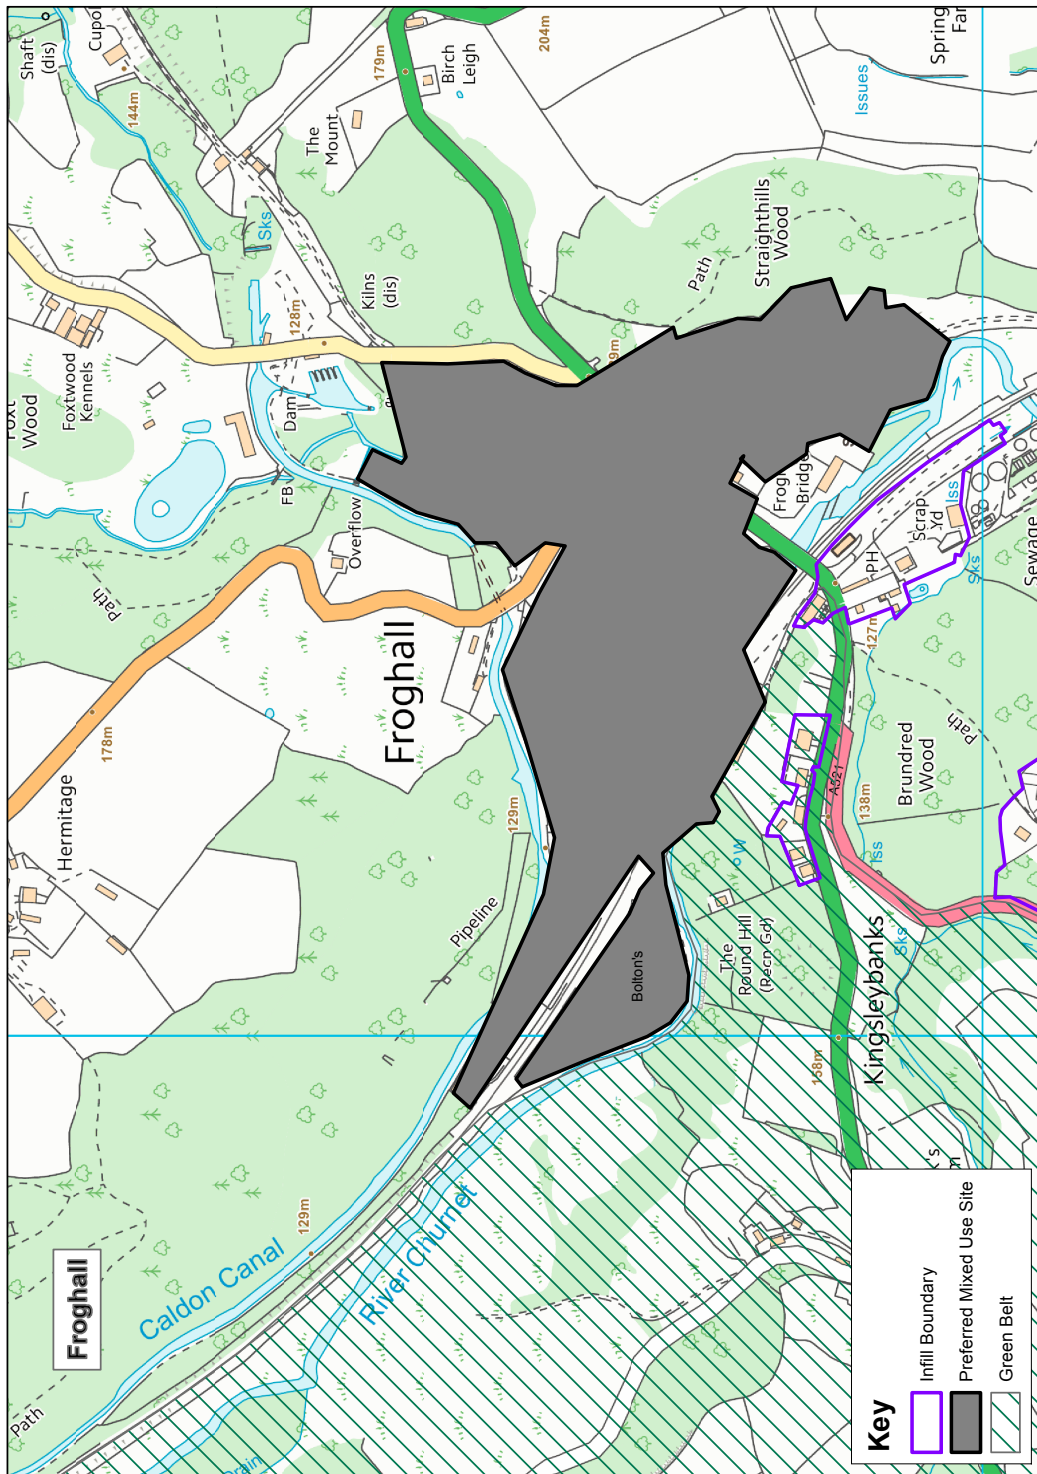 Froghall
Path
Caldon Canal
129m
River Churnet
Drain
Hermitage
178m
Path
Foxtwood
Kennels
Wood
Shaft
(dis)
144m
Sks
The
Mount
179m
Birch
Leigh
204m
Spring
Issues
128m
Kilns
(dis)
Dam
FB
Overflow
Froghall
Pipeline
129m
Bolton's
Path
Straighthills
Wood
9m
Bridge
PH
Scrap
Yd
Iss
Sks
Sewage
127m
A521
138m
Iss
Brundred
Wood
Path
W
The
Round Hill
(Recn Gd)
Kingsleybanks
Sks
158m
Key
Infill Boundary
Preferred Mixed Use Site
Green Belt